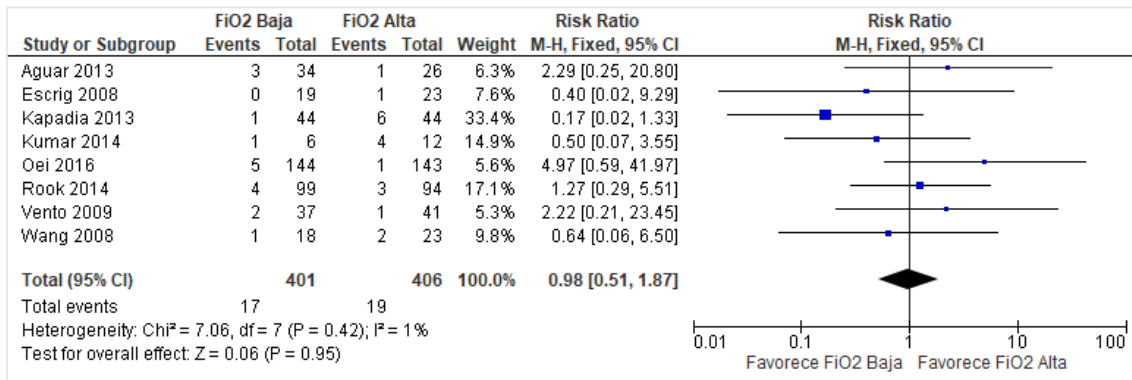 FiO2 Baja FiO2 Alta Risk Ratio Risk Ratio
Study or Subgroup Events Total Events Total Weight M-H, Fixed, 95% CI M-H, Fixed, 95% CI
Aguar 2013 3 34 1 26 6.3% 2.29 [0.25, 20.80]
Escrig 2008 0 19 1 23 7.6% 0.40 [0.02, 9.29]
Kapadia 2013 1 44 6 44 33.4% 0.17 [0.02, 1.33]
Kumar 2014 1 6 4 12 14.9% 0.50 [0.07, 3.55]
Oei 2016 5 144 1 143 5.6% 4.97 [0.59, 41.97]
Rook 2014 4 99 3 94 17.1% 1.27 [0.29, 5.51]
Vento 2009 2 37 1 41 5.3% 2.22 [0.21, 23.45]
Wang 2008 1 18 2 23 9.8% 0.64 [0.06, 6.50]
Total (95% CI) 401 406 100.0% 0.98 [0.51, 1.87]
Total events 17 19
Heterogeneity: Chi² = 7.06, df = 7 (P = 0.42); I² = 1%
Test for overall effect: Z = 0.06 (P = 0.95)
0.01 0.1 1 10 100
Favorece FiO2 Baja Favorece FiO2 Alta